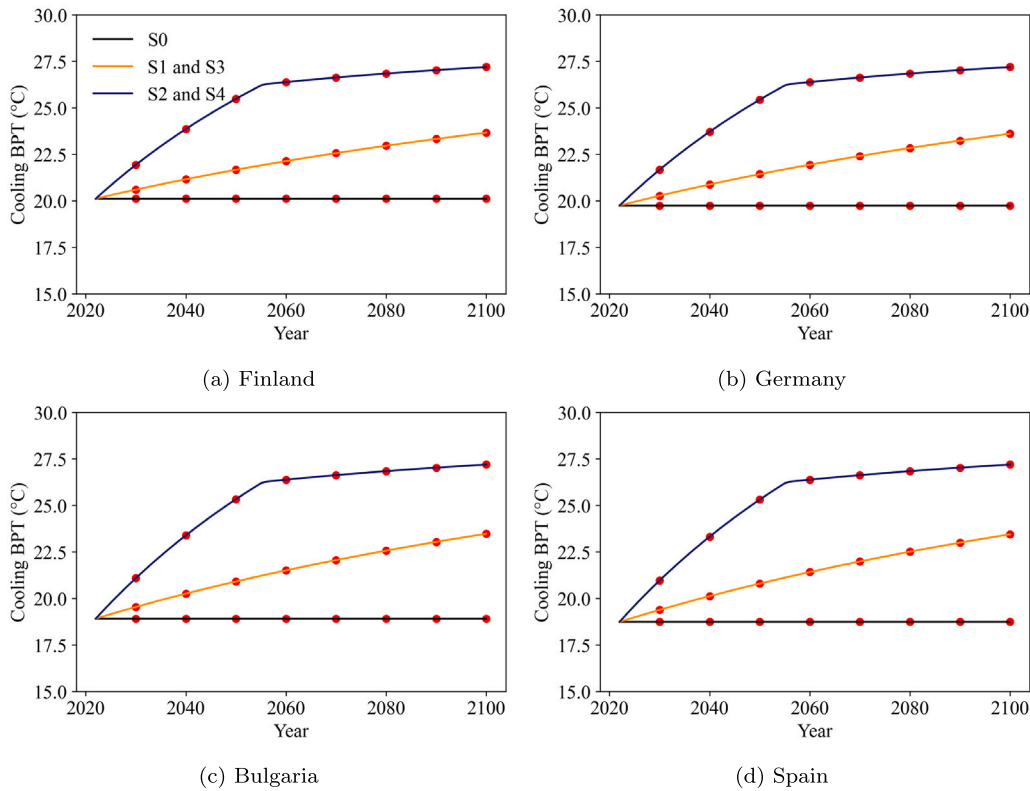 30.0
27.5
25.0
22.5
20.0
17.5
15.0
Cooling BPT (°C)
S0
S1 and S3
S2 and S4
2020 2040 2060 2080 2100
Year
(a) Finland
30.0
27.5
25.0
22.5
20.0
17.5
15.0
Cooling BPT (°C)
2020 2040 2060 2080 2100
Year
(b) Germany
30.0
27.5
25.0
22.5
20.0
17.5
15.0
Cooling BPT (°C)
2020 2040 2060 2080 2100
Year
(c) Bulgaria
30.0
27.5
25.0
22.5
20.0
17.5
15.0
Cooling BPT (°C)
2020 2040 2060 2080 2100
Year
(d) Spain